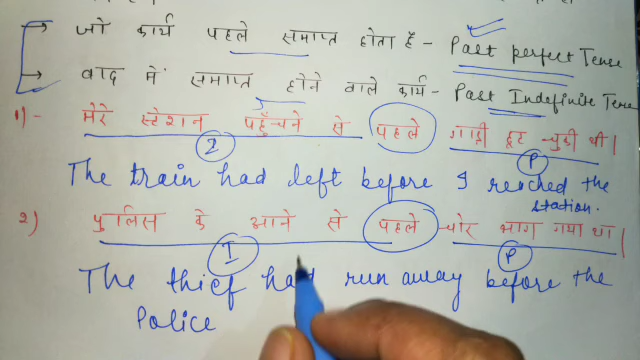 जो कार्य पहले समाप्त होता है - Past perfect Tense
बाद में समाप्त होने वाले कार्य - Past Indefinite Tense
1) - मेरे स्टेशन पहुँचने से पहले गाड़ी छूट चुकी थी।
I P
The train had left before I reached the
station.
2) पुलिस के आने से पहले चोर भाग गया था।
I P
The thief had run away before the
Police